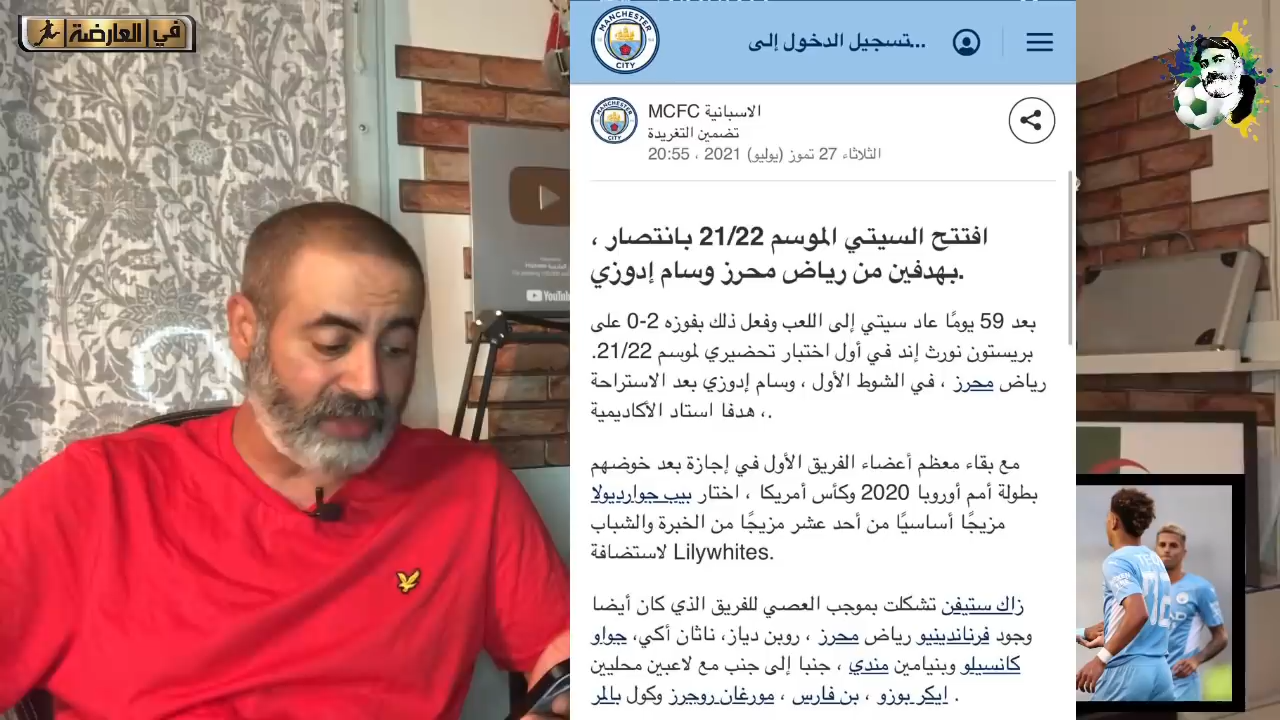 في العارضة
MANCHESTER
CITY
تسجيل الدخول إلى...
MCFC الاسبانية
تضمين التغريدة
الثلاثاء 27 تموز (يوليو) 2021 ، 20:55
افتتح السيتي الموسم 21/22 بانتصار ،
بهدفين من رياض محرز وسام إدوزي.
بعد 59 يومًا عاد سيتي إلى اللعب وفعل ذلك بفوزه 2-0 على
بريستون نورث إند في أول اختبار تحضيري لموسم 21/22.
رياض محرز ، في الشوط الأول ، وسام إدوزي بعد الاستراحة
، هدفا استاد الأكاديمية.
مع بقاء معظم أعضاء الفريق الأول في إجازة بعد خوضهم
بطولة أمم أوروبا 2020 وكأس أمريكا ، اختار بيب جوارديولا
مزيجًا أساسيًا من أحد عشر مزيجًا من الخبرة والشباب
لاستضافة Lilywhites.
زاك ستيفن تشكلت بموجب العصي للفريق الذي كان أيضا
وجود فرناندينيو رياض محرز ، روبن دياز، ناثان أكي، جواو
كانسيلو وبنيامين مندي ، جنبا إلى جنب مع لاعبين محليين
ايكر بوزو ، بن فارس ، مورغان روجرز وكول بالمر .
YouTube